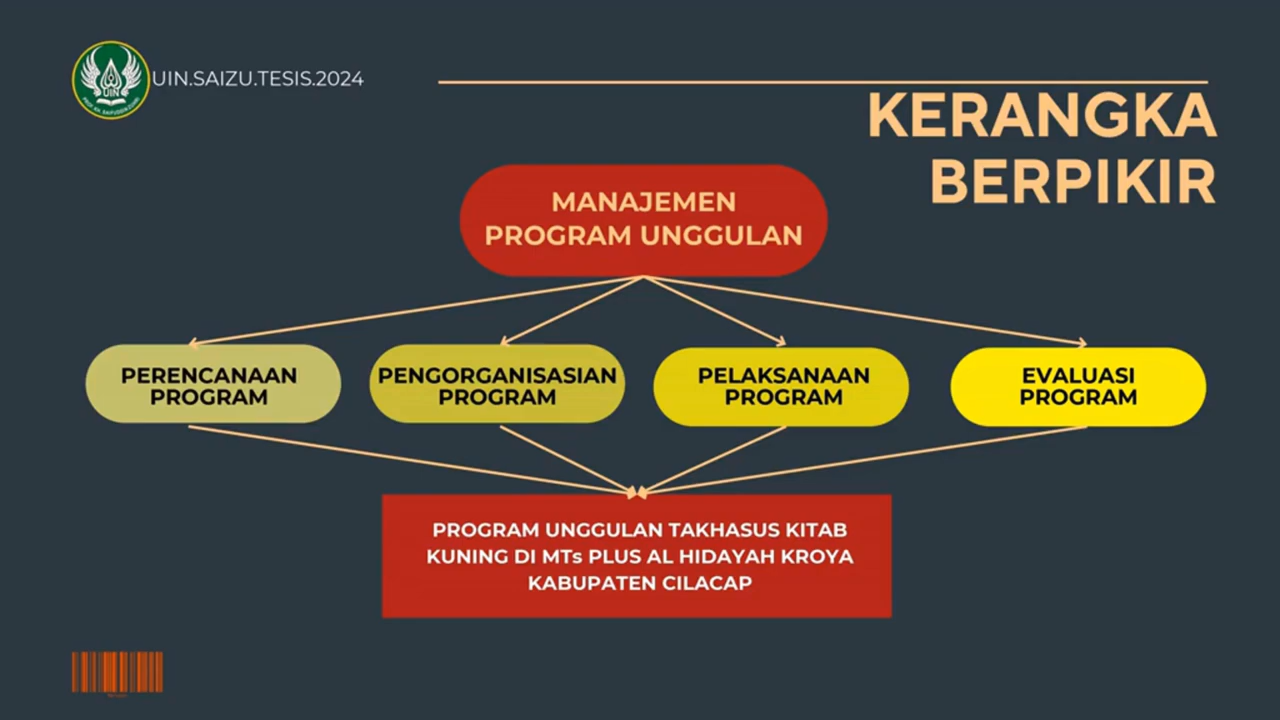 UIN
UIN.SAIZU.TESIS.2024
KERANGKA
BERPIKIR
MANAJEMEN
PROGRAM UNGGULAN
PERENCANAAN
PROGRAM
PENGORGANISASIAN
PROGRAM
PELAKSANAAN
PROGRAM
EVALUASI
PROGRAM
PROGRAM UNGGULAN TAKHASUS KITAB
KUNING DI MTs PLUS AL HIDAYAH KROYA
KABUPATEN CILACAP